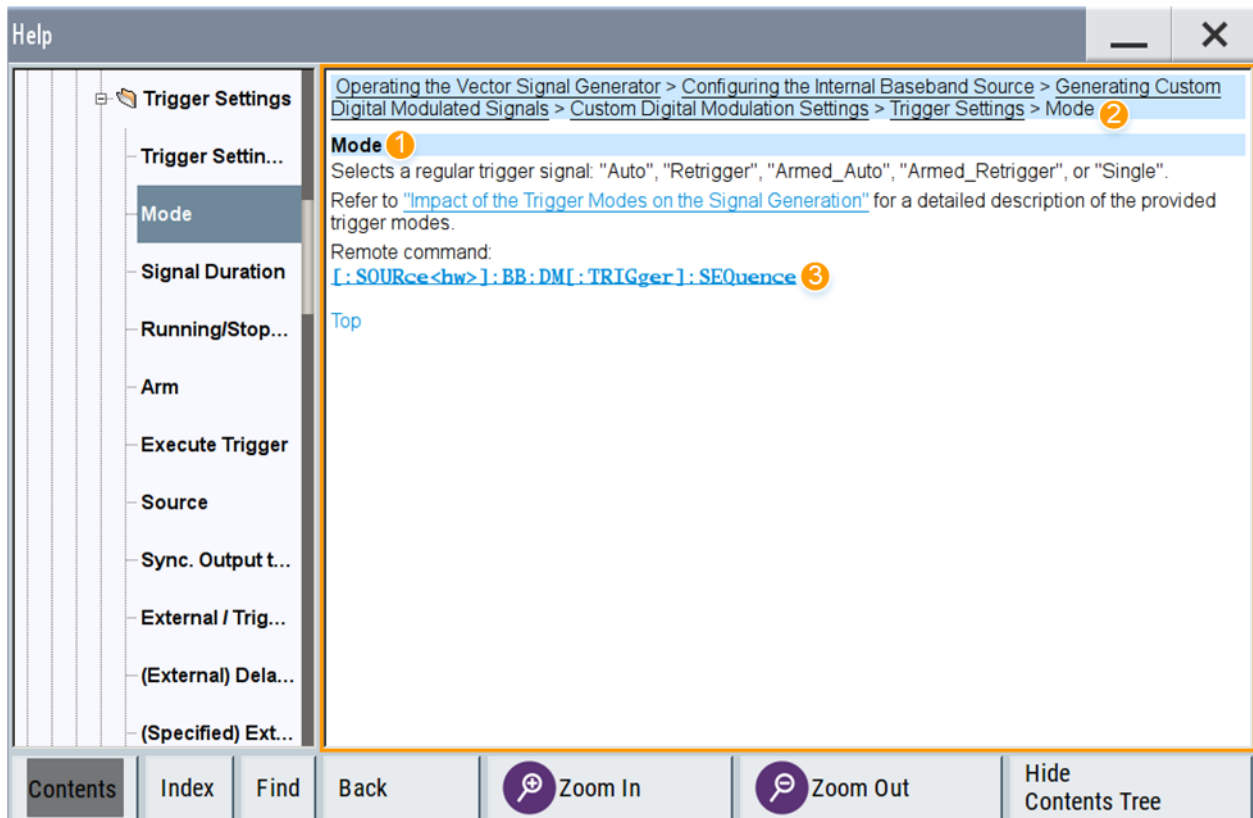 Help
Trigger Settings
Trigger Settin...
Mode
Signal Duration
Running/Stop...
Arm
Execute Trigger
Source
Sync. Output t...
External / Trig...
(External) Dela...
(Specified) Ext...
Operating the Vector Signal Generator > Configuring the Internal Baseband Source > Generating Custom
Digital Modulated Signals > Custom Digital Modulation Settings > Trigger Settings > Mode 2
Mode 1
Selects a regular trigger signal: "Auto", "Retrigger", "Armed_Auto", "Armed_Retrigger", or "Single".
Refer to "Impact of the Trigger Modes on the Signal Generation" for a detailed description of the provided
trigger modes.
Remote command:
[:SOURce<hw>]:BB:DM[:TRIGger]:SEQuence 3
Top
Contents
Index
Find
Back
Zoom In
Zoom Out
Hide
Contents Tree